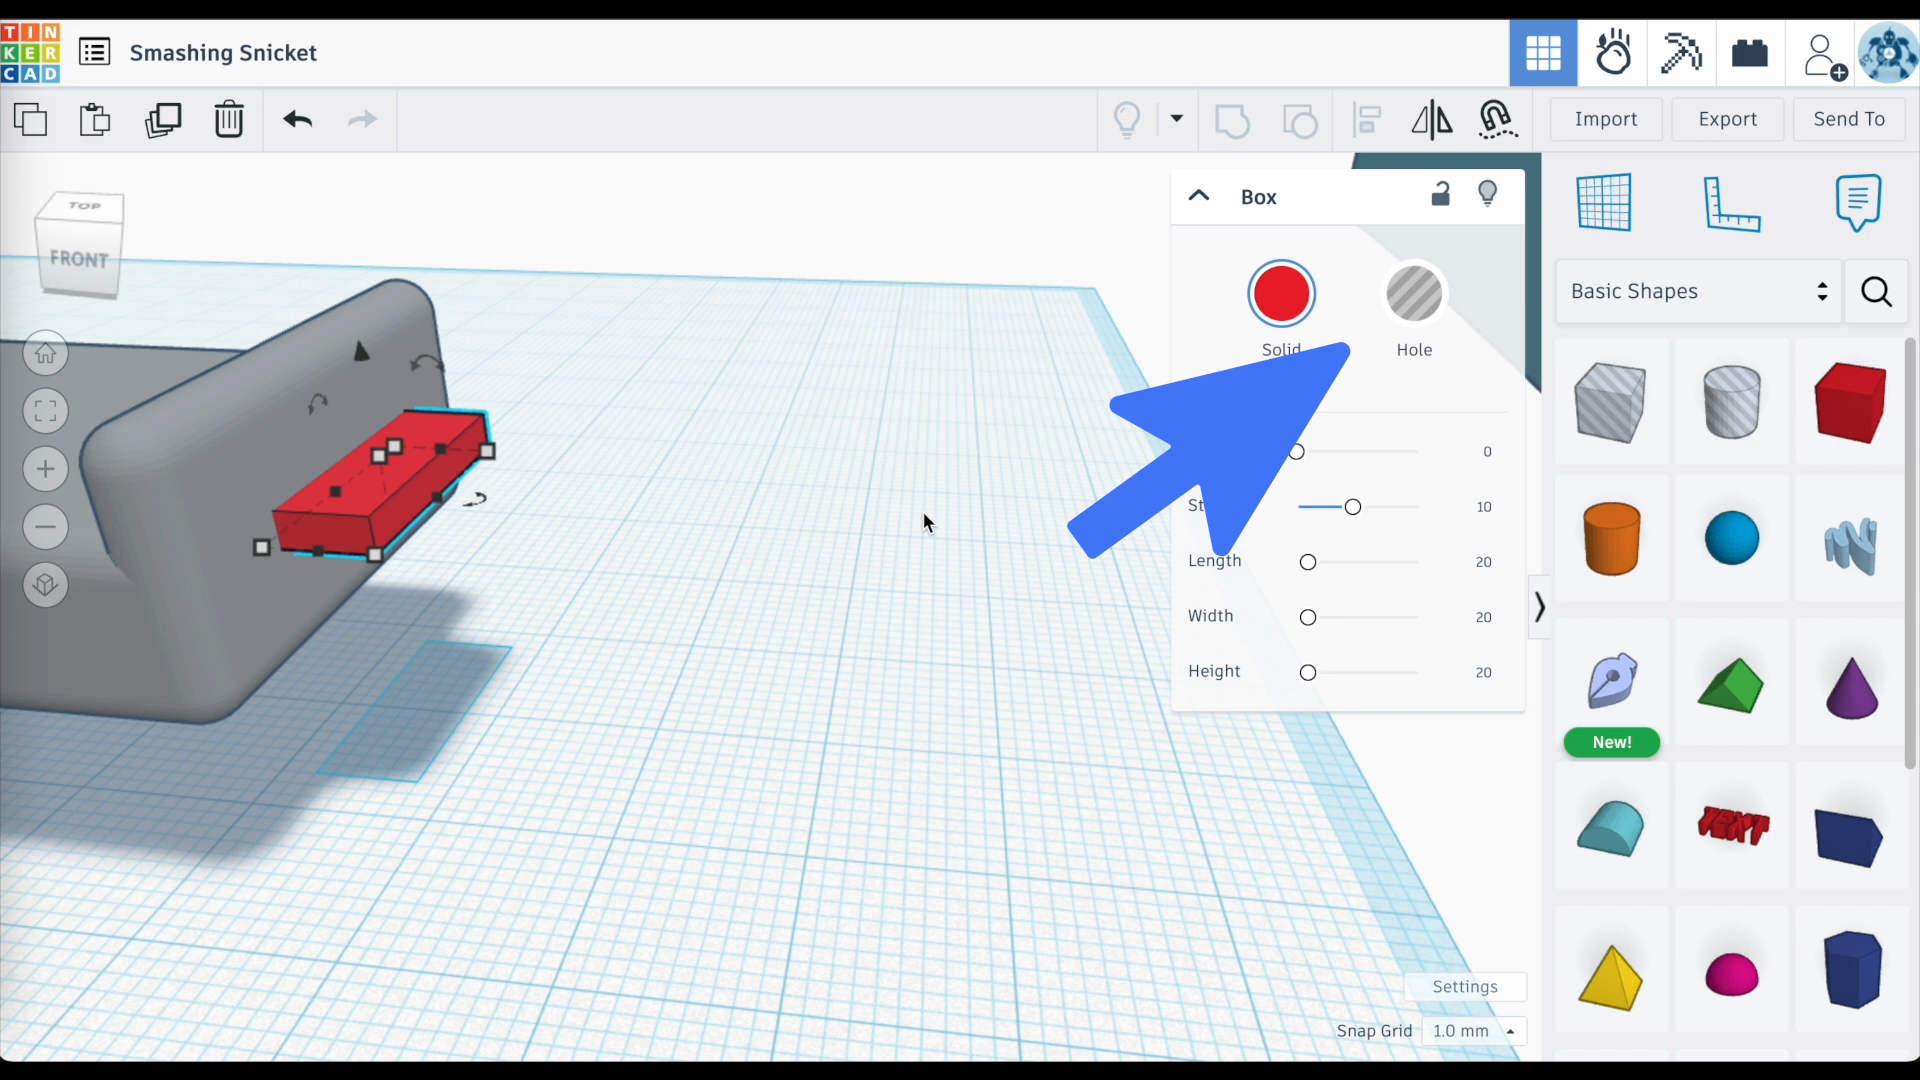 TIN
KER
CAD
Smashing Snicket
Import
Export
Send To
TOP
FRONT
Box
Solid
Hole
0
St
10
Length
20
Width
20
Height
20
Basic Shapes
New!
TEXT
Settings
Snap Grid
1.0 mm